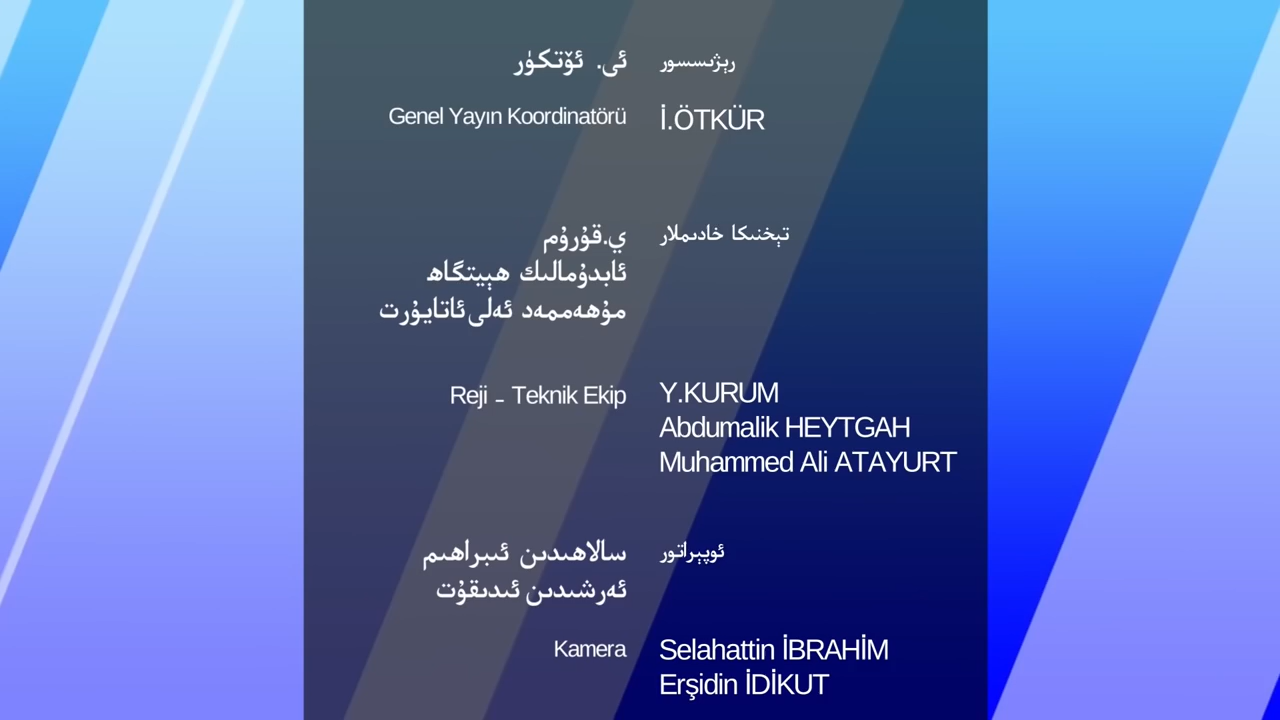 رېژىسسور ئى. ئۆتكۈر
Genel Yayın Koordinatörü İ.ÖTKÜR
تېخنىكا خادىملار ي.قۇرۇم
ئابدۇمالىك ھېيتگاھ
مۇھەممەد ئەلى ئاتايۇرت
Reji - Teknik Ekip Y.KURUM
Abdumalik HEYTGAH
Muhammed Ali ATAYURT
ئوپېراتور سالاھىدىن ئىبراھىم
ئەرشىدىن ئىدىقۇت
Kamera Selahattin İBRAHİM
Erşidin İDİKUT